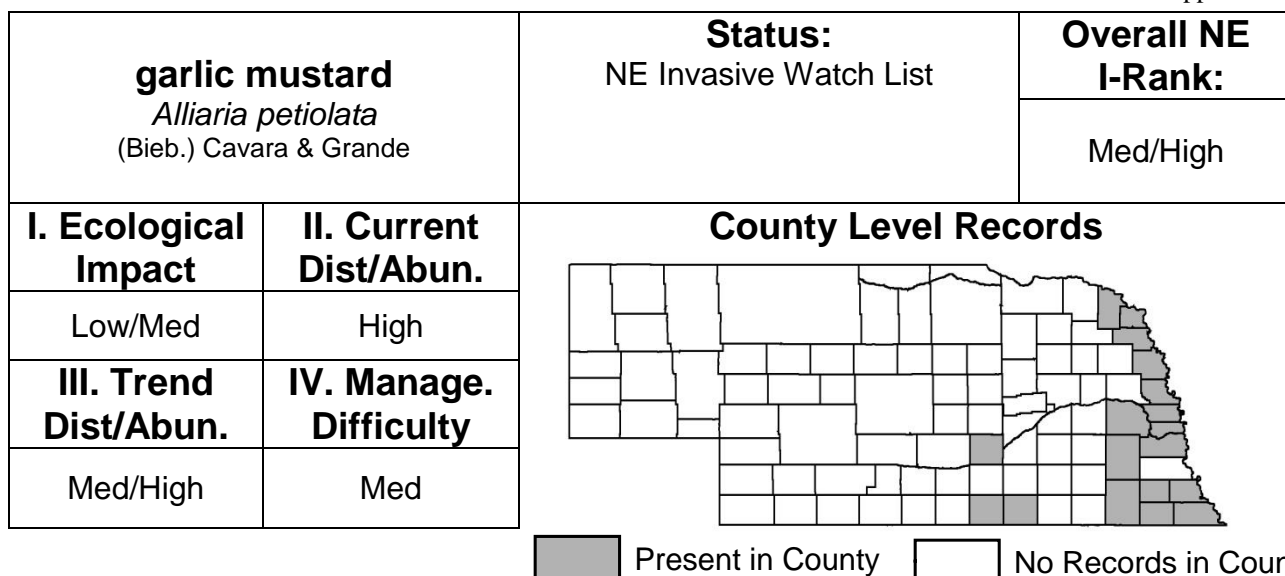 garlic mustard
Alliaria petiolata
(Bieb.) Cavara & Grande
Status:
NE Invasive Watch List
Overall NE
I-Rank:
Med/High
I. Ecological
Impact
II. Current
Dist/Abun.
Low/Med
High
III. Trend
Dist/Abun.
IV. Manage.
Difficulty
Med/High
Med
County Level Records
Present in County
No Records in